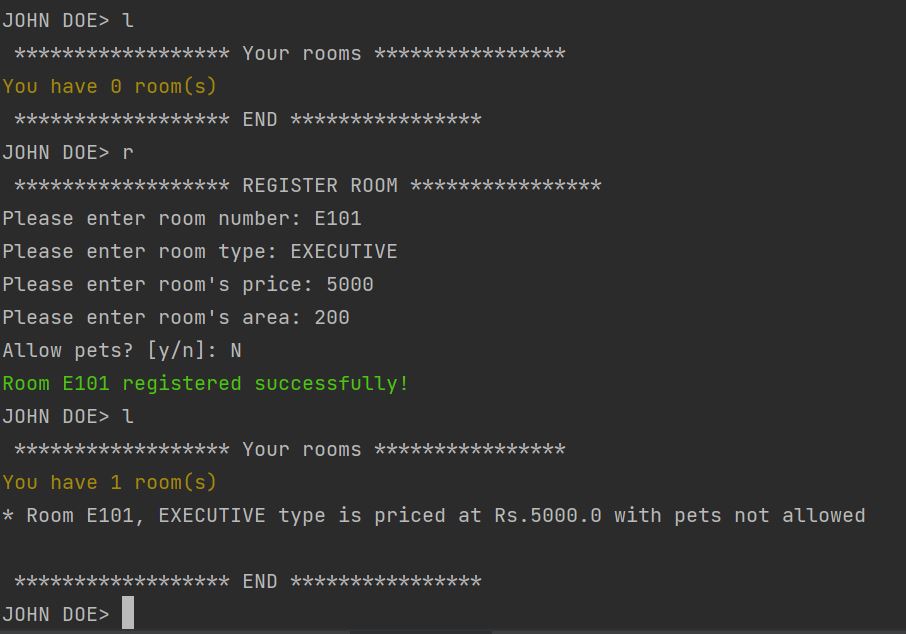 JOHN DOE> l
****************** Your rooms ****************
You have 0 room(s)
****************** END ****************
JOHN DOE> r
****************** REGISTER ROOM ****************
Please enter room number: E101
Please enter room type: EXECUTIVE
Please enter room's price: 5000
Please enter room's area: 200
Allow pets? [y/n]: N
Room E101 registered successfully!
JOHN DOE> l
****************** Your rooms ****************
You have 1 room(s)
* Room E101, EXECUTIVE type is priced at Rs.5000.0 with pets not allowed
****************** END ****************
JOHN DOE>